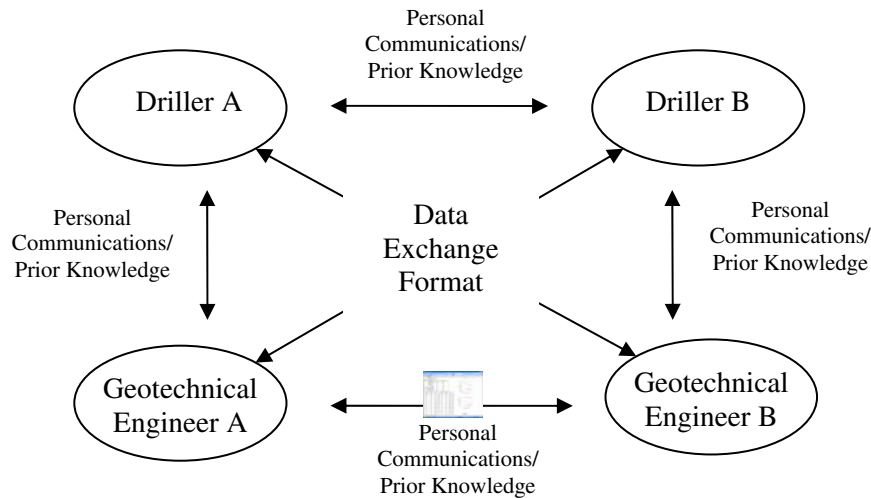 Personal
Communications/
Prior Knowledge
Driller A
Driller B
Personal
Communications/
Prior Knowledge
Data
Exchange
Format
Personal
Communications/
Prior Knowledge
Geotechnical
Engineer A
Geotechnical
Engineer B
Personal
Communications/
Prior Knowledge